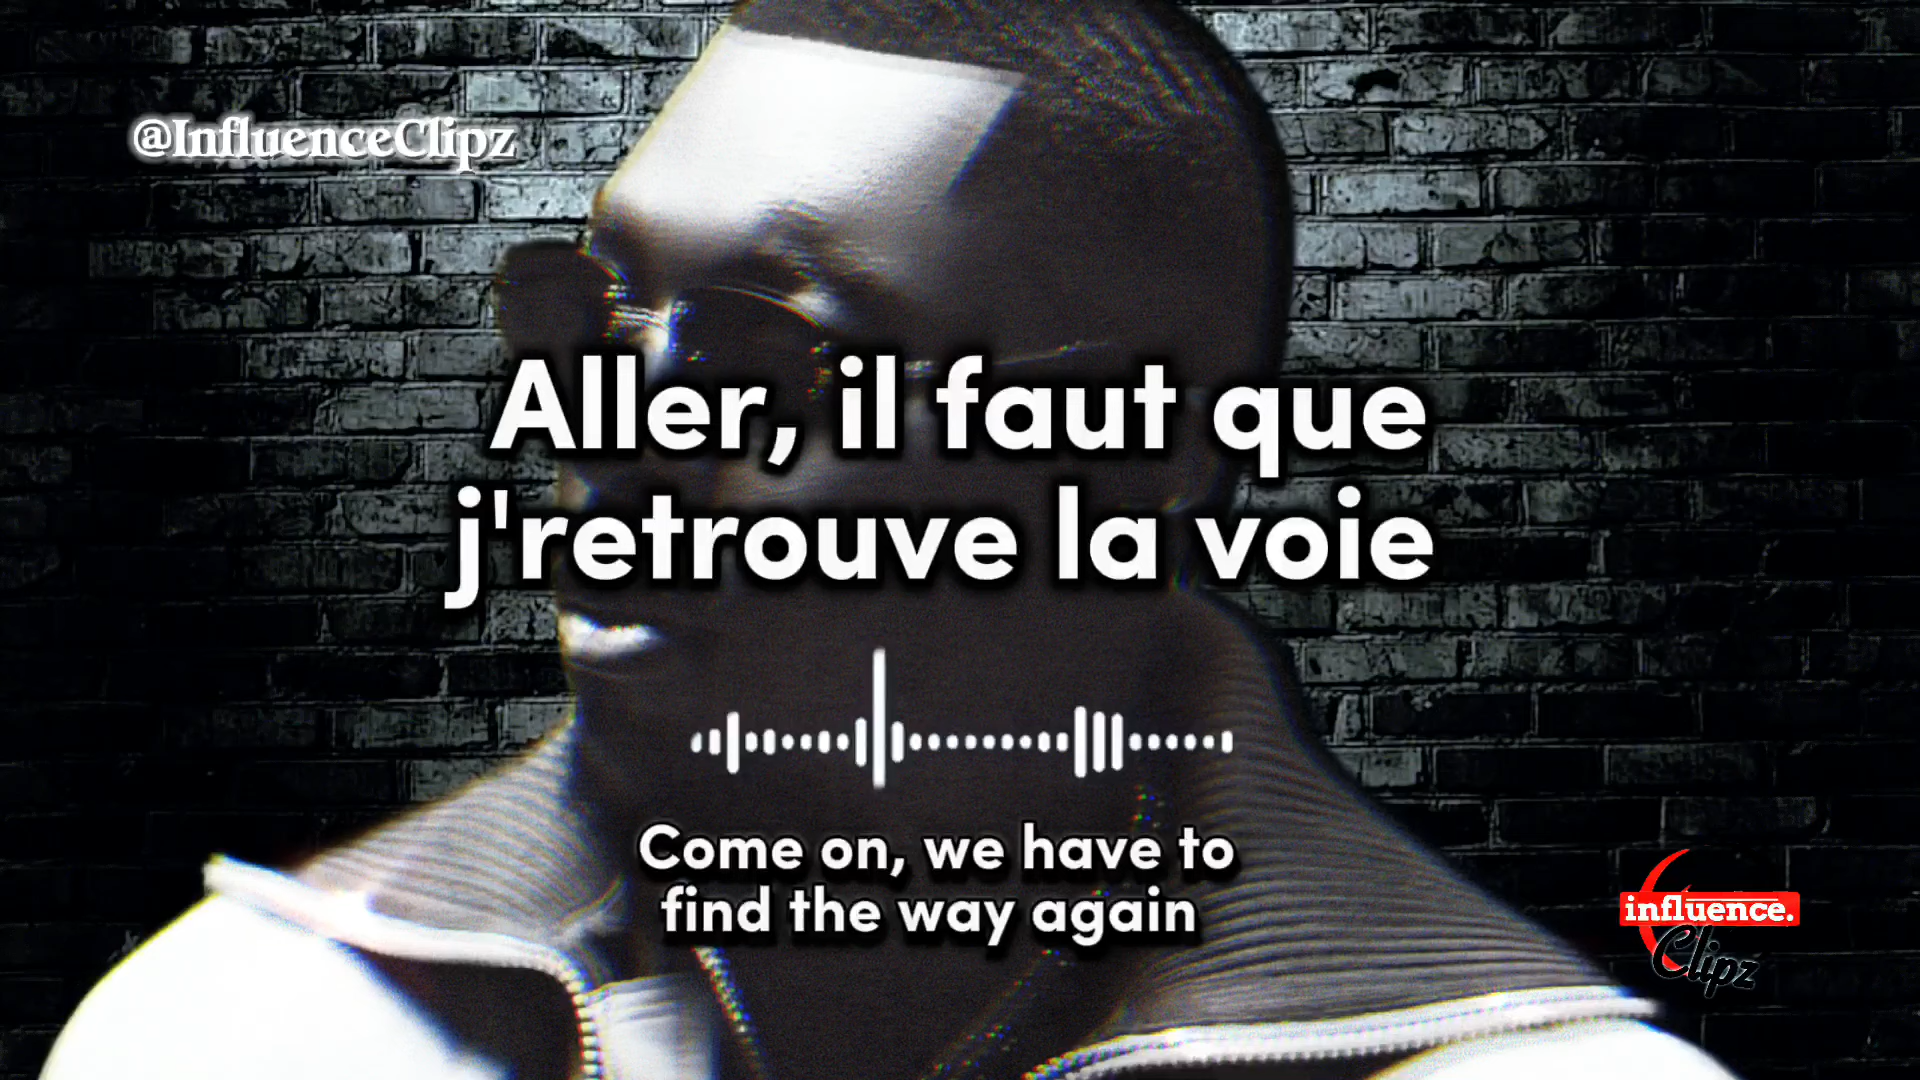 @InfluenceClipz
Aller, il faut que
j'retrouve la voie
Come on, we have to
find the way again
influence.
Clipz